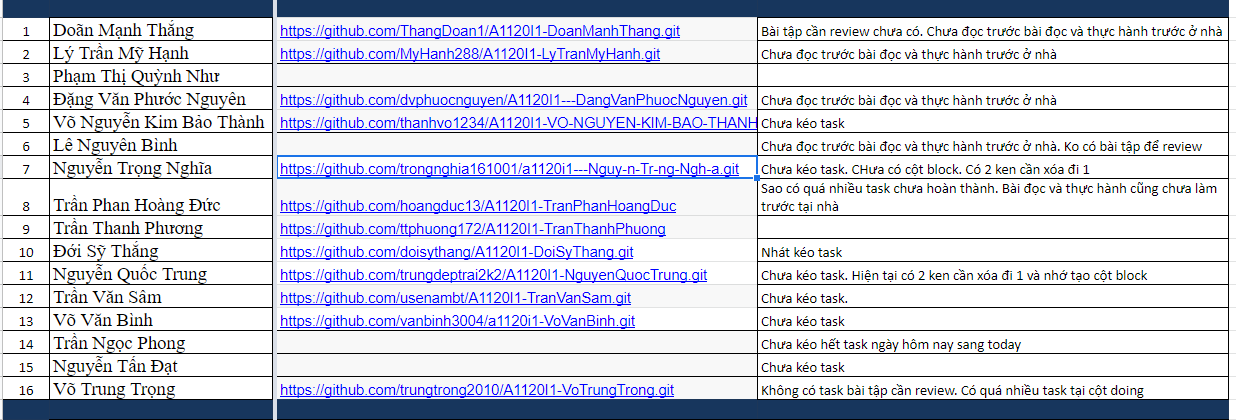 1 Doãn Mạnh Thắng https://github.com/ThangDoan1/A1120I1-DoanManhThang.git Bài tập cần review chưa có. Chưa đọc trước bài đọc và thực hành trước ở nhà
2 Lý Trần Mỹ Hạnh https://github.com/MyHanh288/A1120I1-LyTranMyHanh.git Chưa đọc trước bài đọc và thực hành trước ở nhà
3 Phạm Thị Quỳnh Như
4 Đặng Văn Phước Nguyên https://github.com/dvphuocnguyen/A1120I1---DangVanPhuocNguyen.git Chưa đọc trước bài đọc và thực hành trước ở nhà
5 Võ Nguyễn Kim Bảo Thành https://github.com/thanhvo1234/A1120I1-VO-NGUYEN-KIM-BAO-THANH Chưa kéo task
6 Lê Nguyên Bình Chưa đọc trước bài đọc và thực hành trước ở nhà. Ko có bài tập để review
7 Nguyễn Trọng Nghĩa https://github.com/trongnghia161001/a1120i1---Nguy-n-Tr-ng-Ngh-a.git Chưa kéo task. CHưa có cột block. Có 2 ken cần xóa đi 1
8 Trần Phan Hoàng Đức https://github.com/hoangduc13/A1120I1-TranPhanHoangDuc Sao có quá nhiều task chưa hoàn thành. Bài đọc và thực hành cũng chưa làm
trước tại nhà
9 Trần Thanh Phương https://github.com/ttphuong172/A1120I1-TranThanhPhuong
10 Đới Sỹ Thắng https://github.com/doisythang/A1120I1-DoiSyThang.git Nhát kéo task
11 Nguyễn Quốc Trung https://github.com/trungdeptrai2k2/A1120I1-NguyenQuocTrung.git Chưa kéo task. Hiện tại có 2 ken cần xóa đi 1 và nhớ tạo cột block
12 Trần Văn Sâm https://github.com/usenambt/A1120I1-TranVanSam.git Chưa kéo task.
13 Võ Văn Bình https://github.com/vanbinh3004/a1120i1-VoVanBinh.git Chưa kéo task
14 Trần Ngọc Phong Chưa kéo hết task ngày hôm nay sang today
15 Nguyễn Tấn Đạt Chưa kéo task
16 Võ Trung Trọng https://github.com/trungtrong2010/A1120I1-VoTrungTrong.git Không có task bài tập cần review. Có quá nhiều task tại cột doing